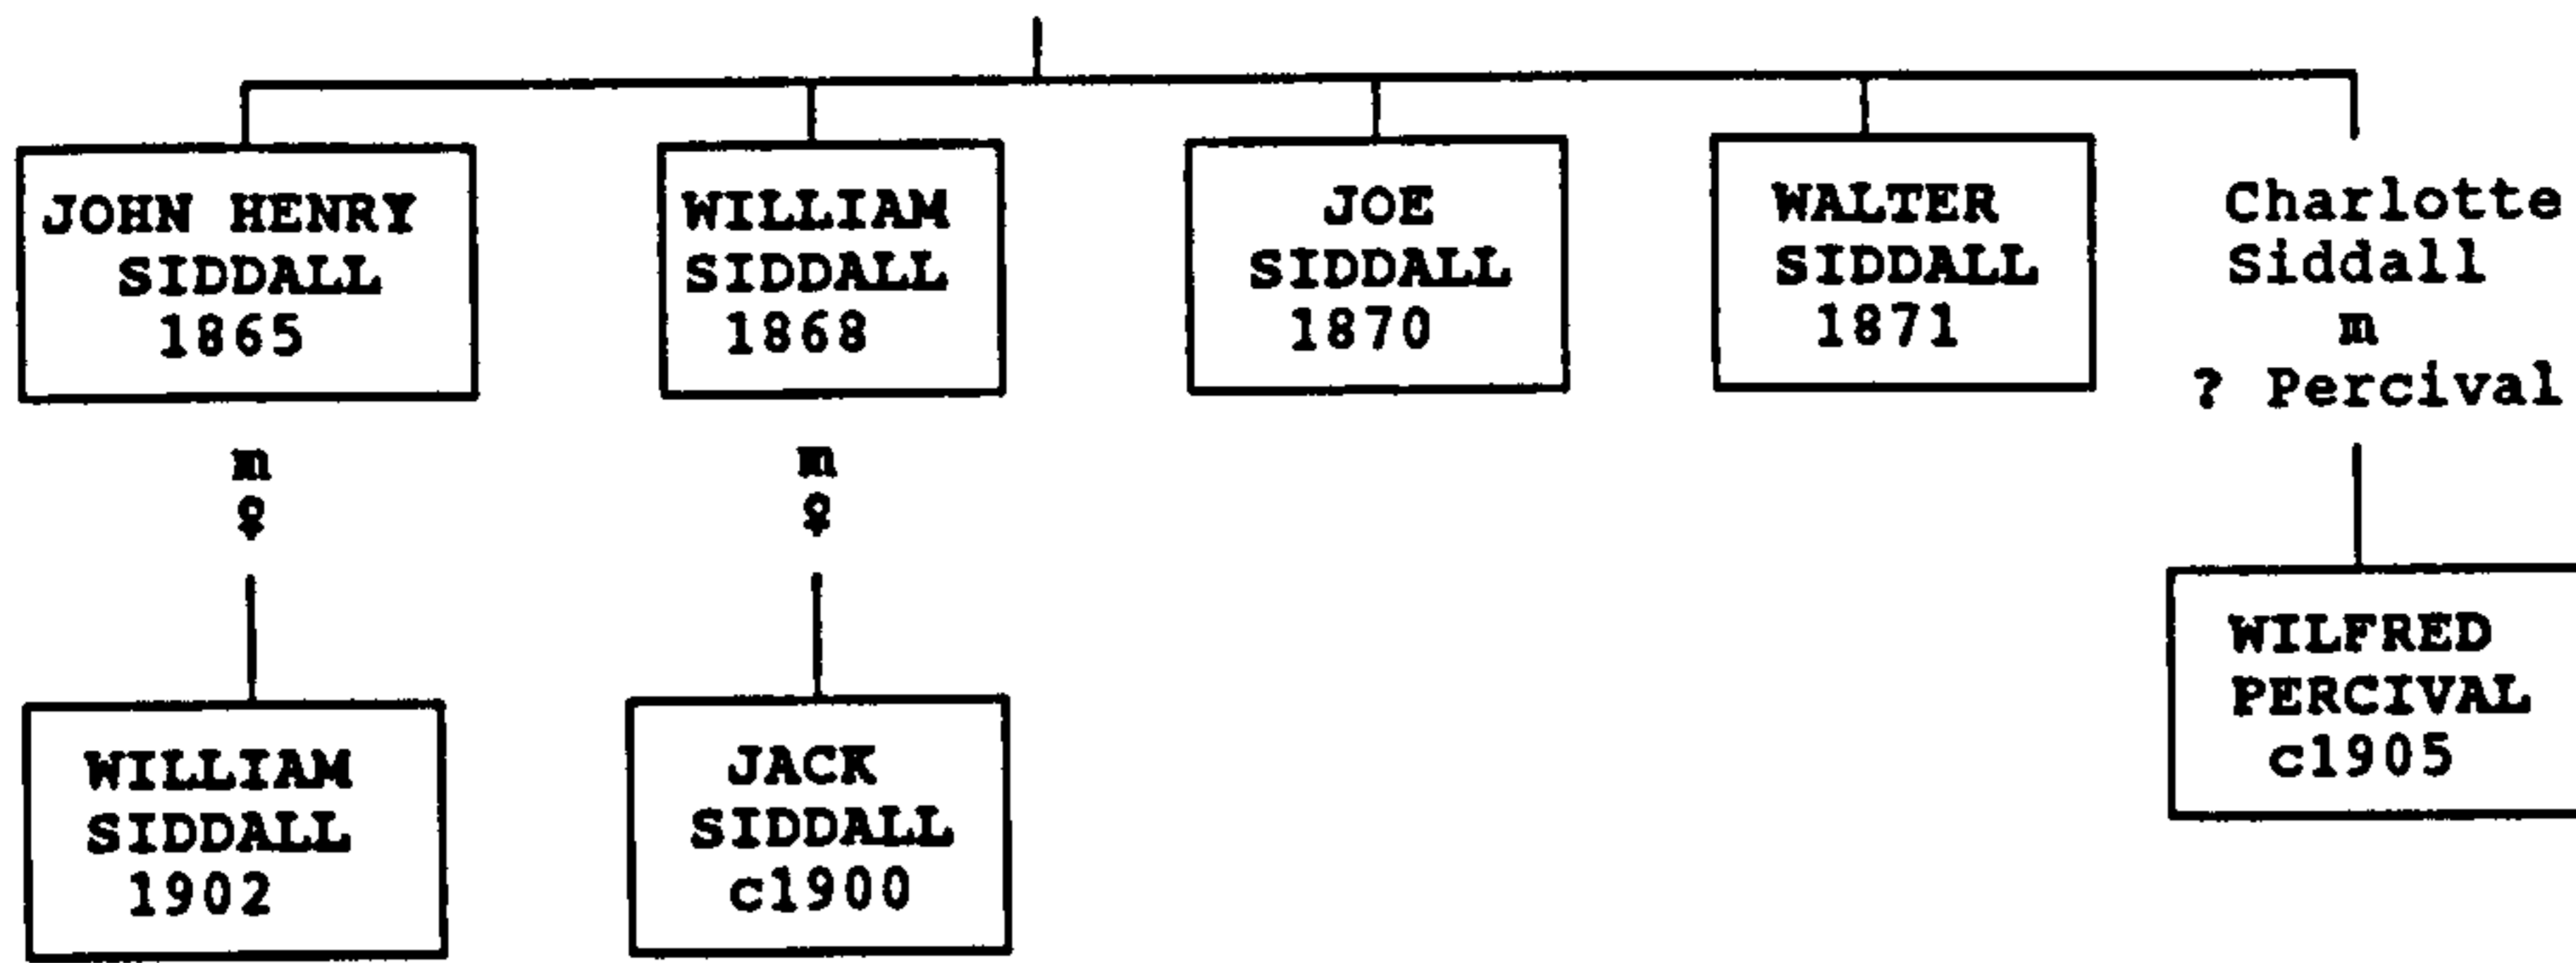 JOHN HENRY
SIDDALL
1865
WILLIAM
SIDDALL
1868
JOE
SIDDALL
1870
WALTER
SIDDALL
1871
Charlotte
Siddall
m
? Percival
m
♀
m
♀
WILLIAM
SIDDALL
1902
JACK
SIDDALL
c1900
WILFRED
PERCIVAL
c1905